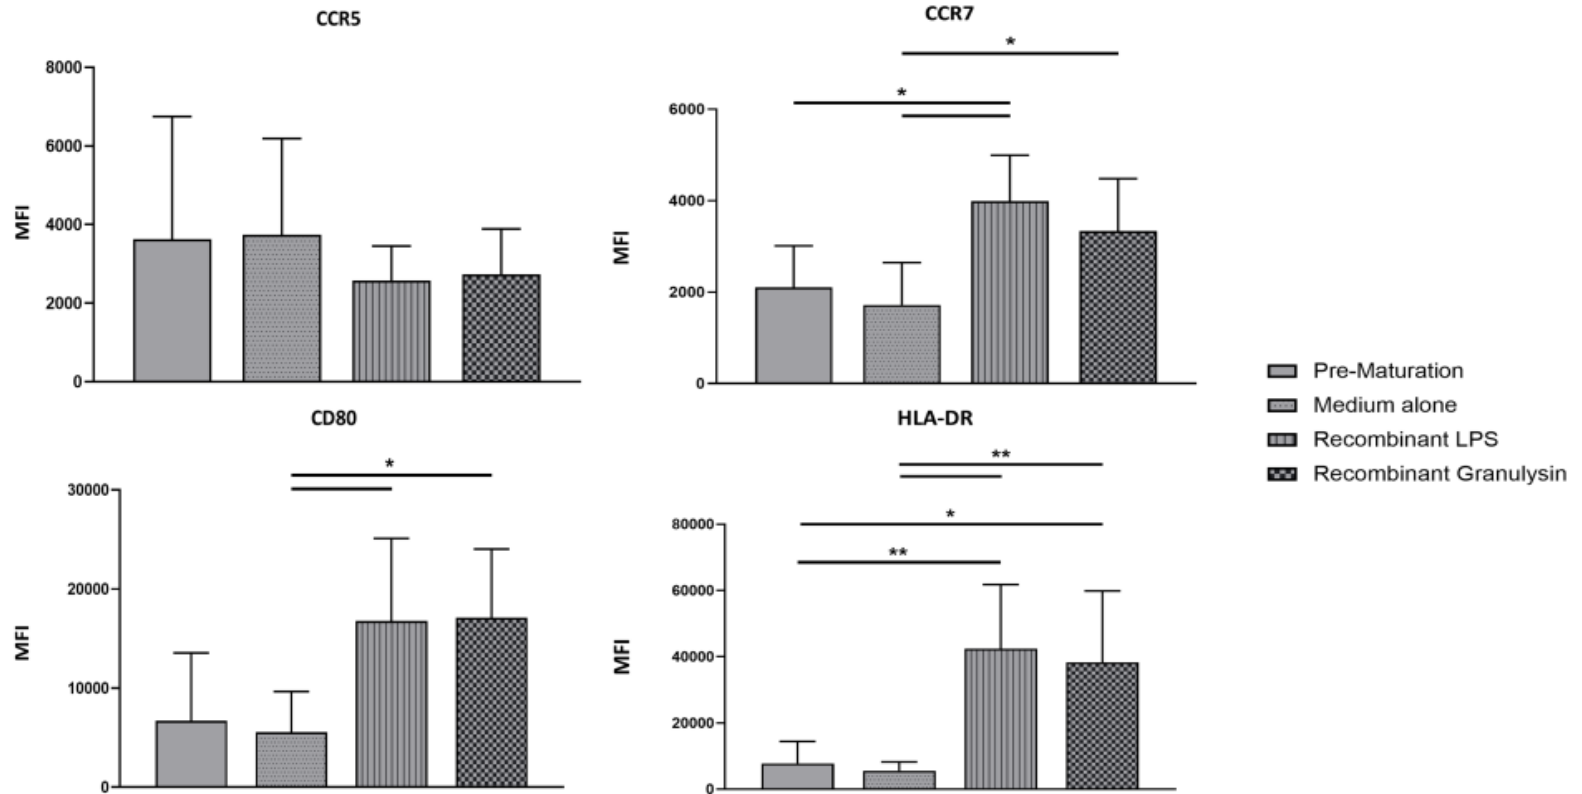 CCR5
MFI
8000
6000
4000
2000
0
CCR7
*
*
MFI
6000
4000
2000
0
CD80
*
MFI
30000
20000
10000
0
HLA-DR
**
*
**
MFI
80000
60000
40000
20000
0
Pre-Maturation
Medium alone
Recombinant LPS
Recombinant Granulysin